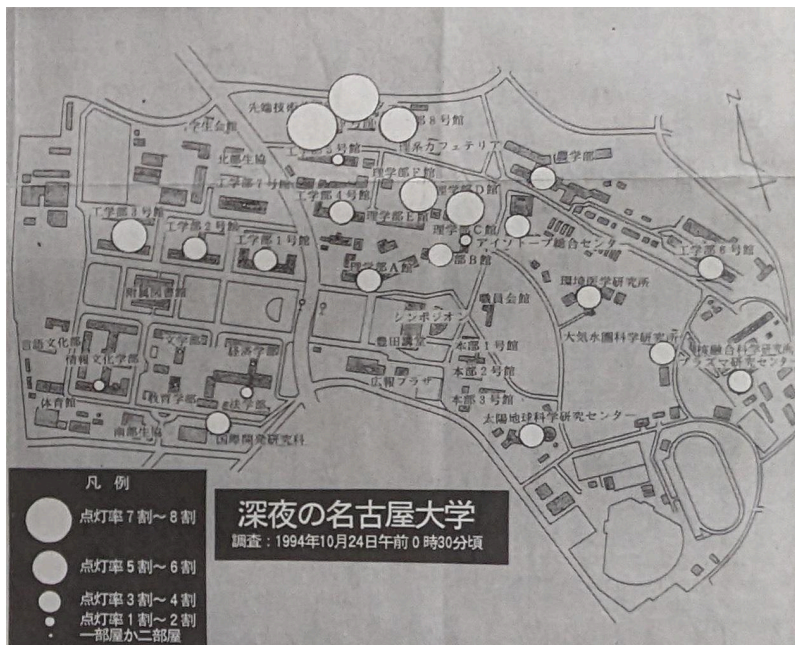 先端技術
部8号館
学生会館
理系カフェテリア
農学部
北部生協
工学部7号館
理学部F館
工学部4号館
理学部D館
工学部3号館
理学部E館
工学部2号館
理学部C館
アイソトープ総合センター
工学部1号館
部B館
工学部6号館
理学部A館
環境医学研究所
附属図書館
職員会館
シンポジオン
言語文化部
文学部
豊田講堂
本部1号館
大気水圏科学研究所
核融合科学研究所
情報文化学部
経済学部
プラズマ研究センター
広報プラザ
本部2号館
体育館
教育学部
法学部
本部3号館
南部生協
国際開発研究科
太陽地球科学研究センター
凡例
点灯率7割〜8割
点灯率5割〜6割
点灯率3割〜4割
点灯率1割〜2割
一部屋か二部屋
深夜の名古屋大学
調査：1994年10月24日午前0時30分頃